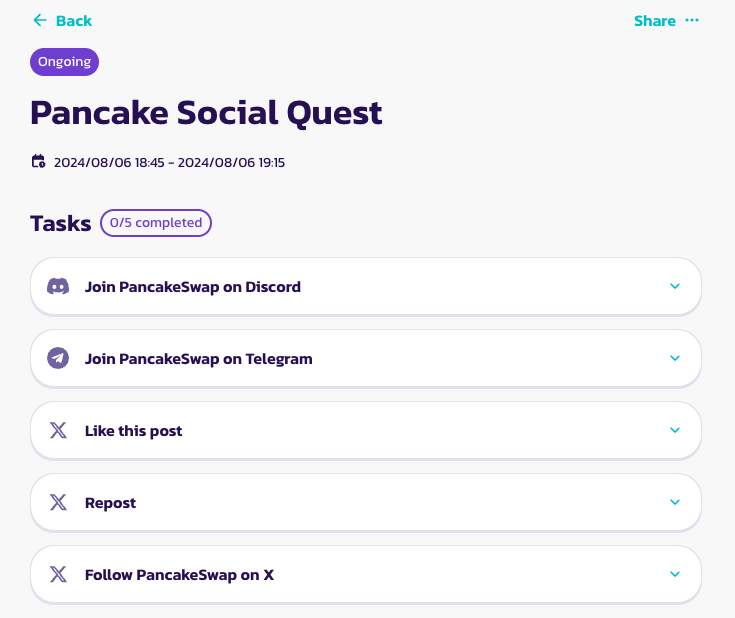 Back
Share
Ongoing
Pancake Social Quest
2024/08/06 18:45 - 2024/08/06 19:15
Tasks 0/5 completed
Join PancakeSwap on Discord
Join PancakeSwap on Telegram
Like this post
Repost
Follow PancakeSwap on X